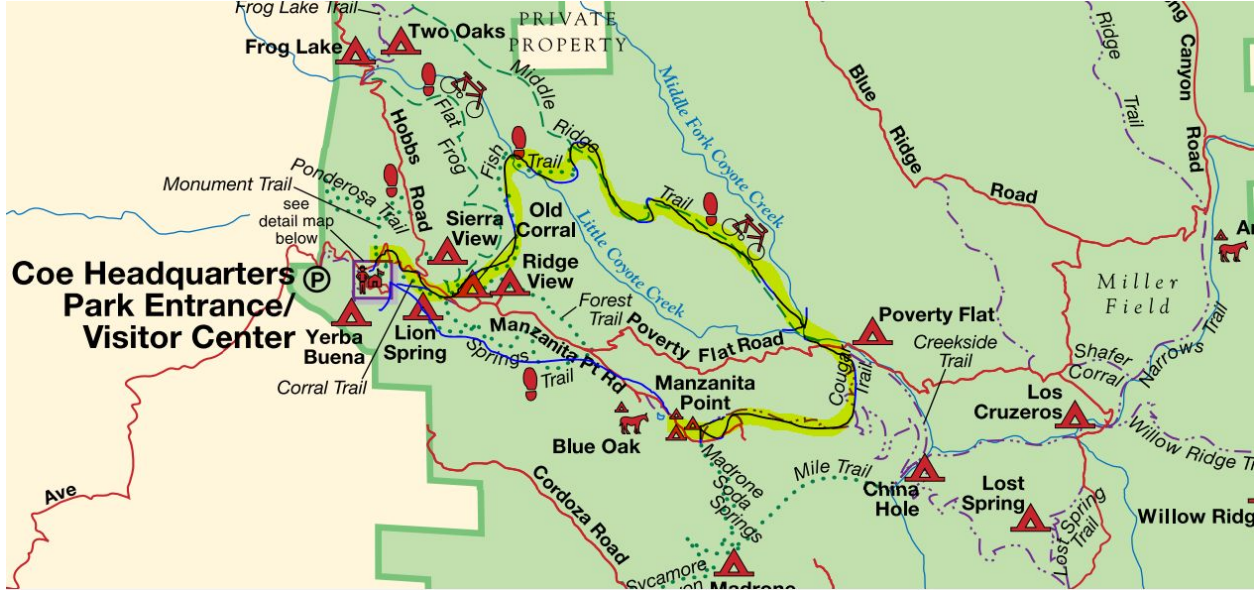 Frog Lake Trail
Two Oaks
Frog Lake
PRIVATE
PROPERTY
Middle
Ridge
Trail
Flat
Frog
Hobbs
Road
Fish
Trail
Ponderosa Trail
Monument Trail
see
detail map
below
Middle Fork Coyote Creek
Blue
Ridge
Road
Ridge
Trail
Canyon
Road
Sierra
View
Old
Corral
Little Coyote Creek
Trail
Coe Headquarters
P
Park Entrance/
Visitor Center
Ridge
View
Forest
Trail
Miller
Field
Yerba
Buena
Lion
Spring
Manzanita Pt Rd
Poverty
Flat Road
Poverty Flat
Creekside
Trail
Springs
Trail
Corral Trail
Cougar
Trail
Shafer
Corral
Narrows
Trail
Manzanita
Point
Los
Cruzeros
Blue Oak
Willow Ridge
Madrone
Soda
Springs
Mile Trail
China
Hole
Lost
Spring
Lost Spring
Trail
Ave
Cordoza Road
Sycamore
Madrone